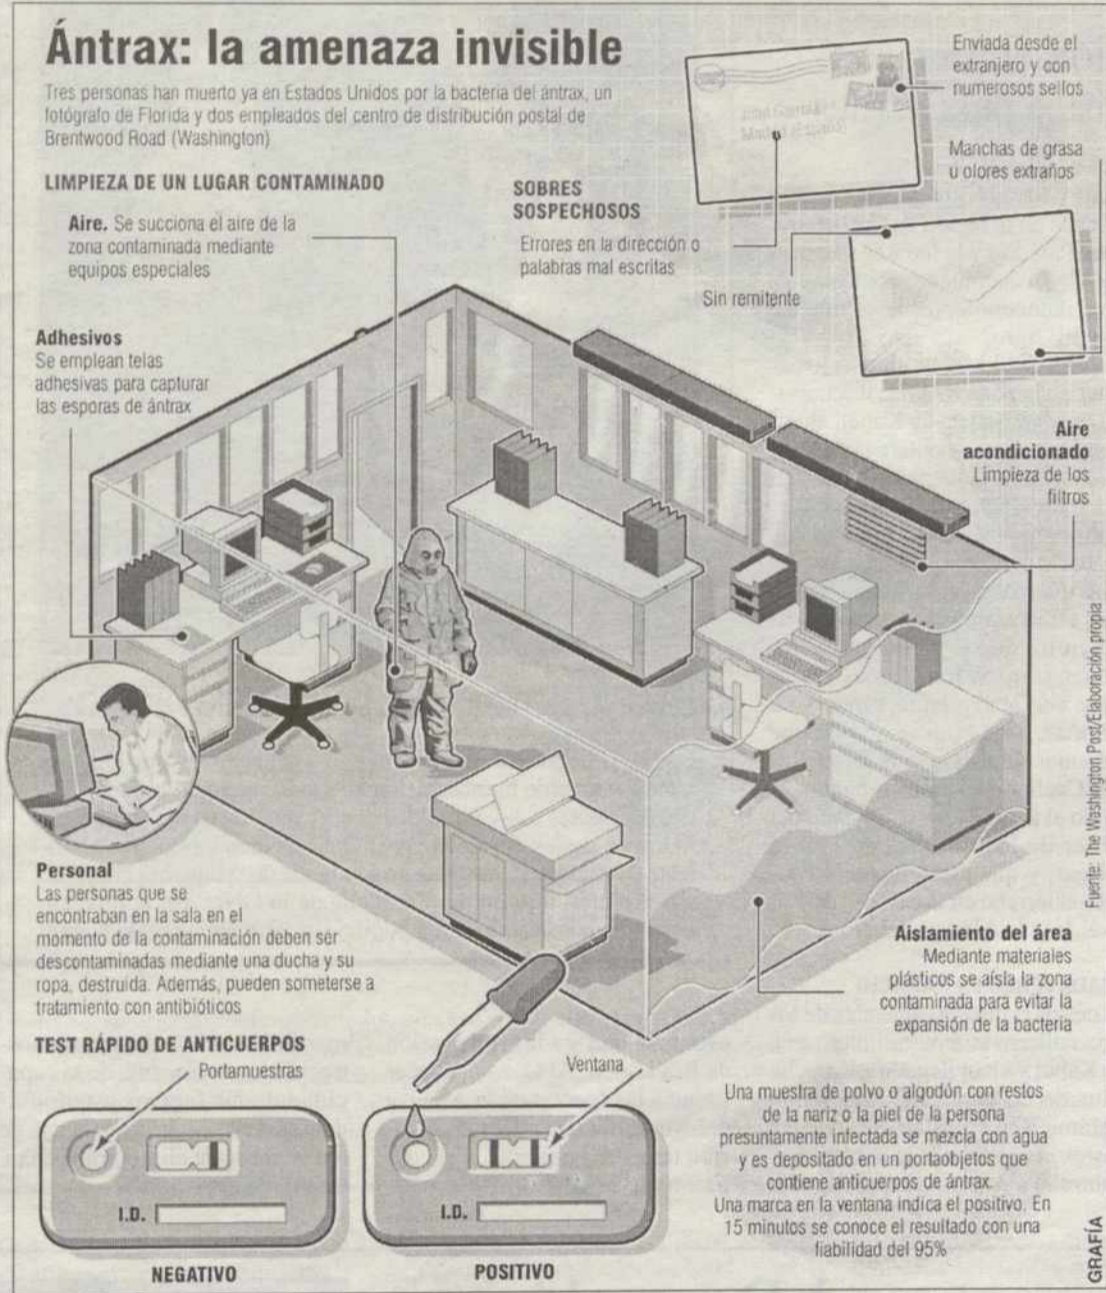 Ántrax: la amenaza invisible
Tres personas han muerto ya en Estados Unidos por la bacteria del ántrax, un
fotógrafo de Florida y dos empleados del centro de distribución postal de
Brentwood Road (Washington)
LIMPIEZA DE UN LUGAR CONTAMINADO
Aire. Se succiona el aire de la
zona contaminada mediante
equipos especiales
Adhesivos
Se emplean telas
adhesivas para capturar
las esporas de ántrax
SOBRES
SOSPECHOSOS
Errores en la dirección o
palabras mal escritas
Sin remitente
Enviada desde el
extranjero y con
numerosos sellos
Manchas de grasa
u olores extraños
Aire
acondicionado
Limpieza de los
filtros
Personal
Las personas que se
encontraban en la sala en el
momento de la contaminación deben ser
descontaminadas mediante una ducha y su
ropa, destruida. Además, pueden someterse a
tratamiento con antibióticos
Aislamiento del área
Mediante materiales
plásticos se aísla la zona
contaminada para evitar la
expansión de la bacteria
TEST RÁPIDO DE ANTICUERPOS
Portamuestras
Ventana
I.D.
I.D.
NEGATIVO
POSITIVO
Una muestra de polvo o algodón con restos
de la nariz o la piel de la persona
presuntamente infectada se mezcla con agua
y es depositado en un portaobjetos que
contiene anticuerpos de ántrax.
Una marca en la ventana indica el positivo. En
15 minutos se conoce el resultado con una
fiabilidad del 95%
Fuente: The Washington Post/Elaboración propia
GRAFÍA